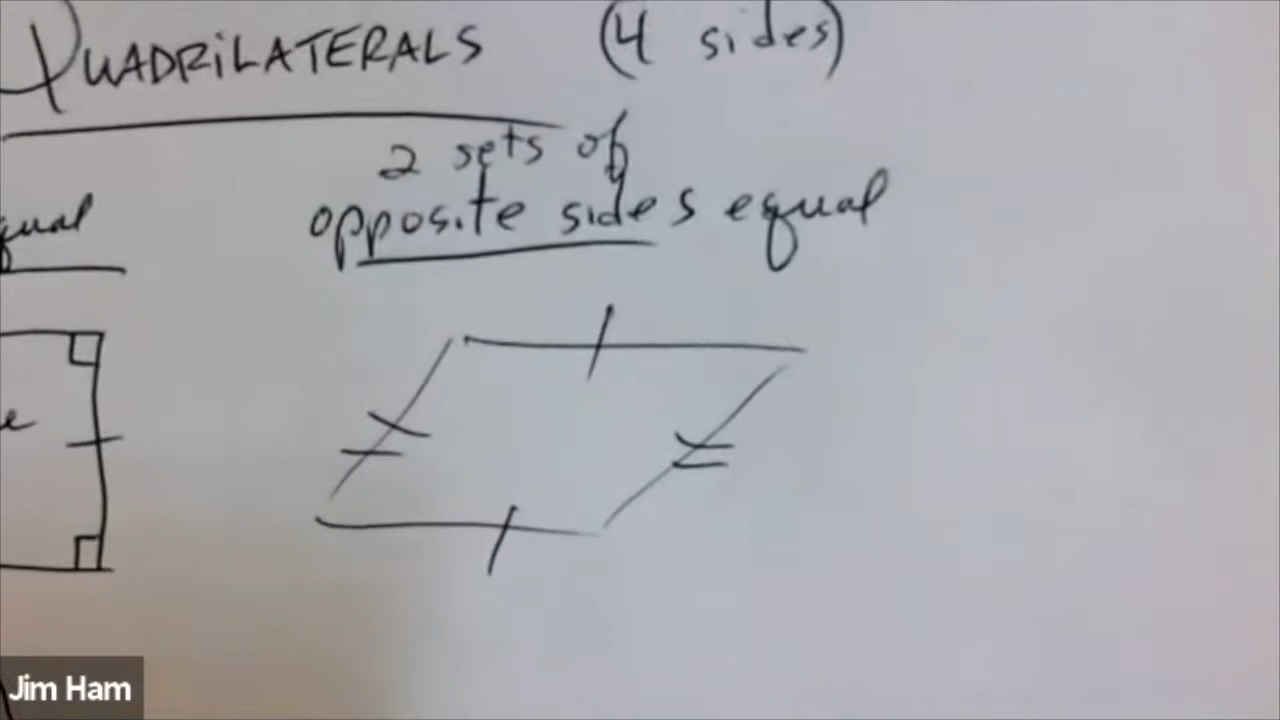 QUADRILATERALS (4 sides)
2 sets of
opposite sides equal
Jim Ham